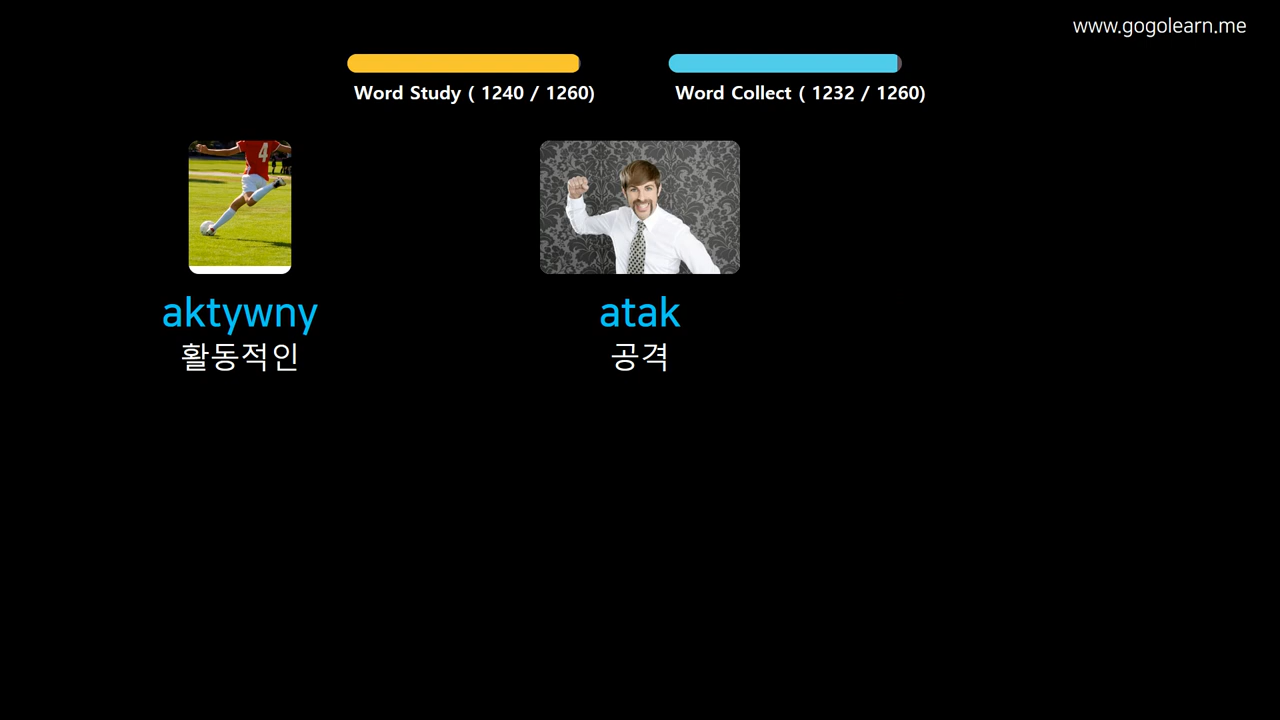 www.gogolearn.me
Word Study ( 1240 / 1260)
Word Collect ( 1232 / 1260)
4
aktywny
활동적인
atak
공격